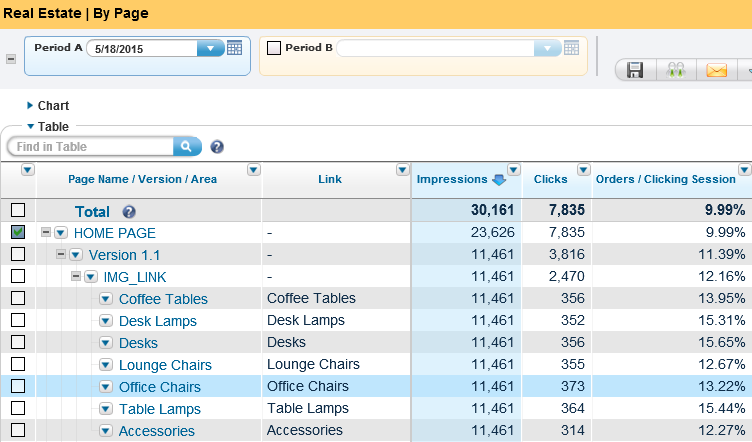 Real Estate | By Page
Period A 5/18/2015 Period B
Chart
Table
Find in Table ?
Page Name / Version / Area Link Impressions Clicks Orders / Clicking Session
Total ? 30,161 7,835 9.99%
HOME PAGE - 23,626 7,835 9.99%
Version 1.1 - 11,461 3,816 11.39%
IMG_LINK - 11,461 2,470 12.16%
Coffee Tables Coffee Tables 11,461 356 13.95%
Desk Lamps Desk Lamps 11,461 352 15.31%
Desks Desks 11,461 356 15.65%
Lounge Chairs Lounge Chairs 11,461 355 12.67%
Office Chairs Office Chairs 11,461 373 13.22%
Table Lamps Table Lamps 11,461 364 15.44%
Accessories Accessories 11,461 314 12.27%